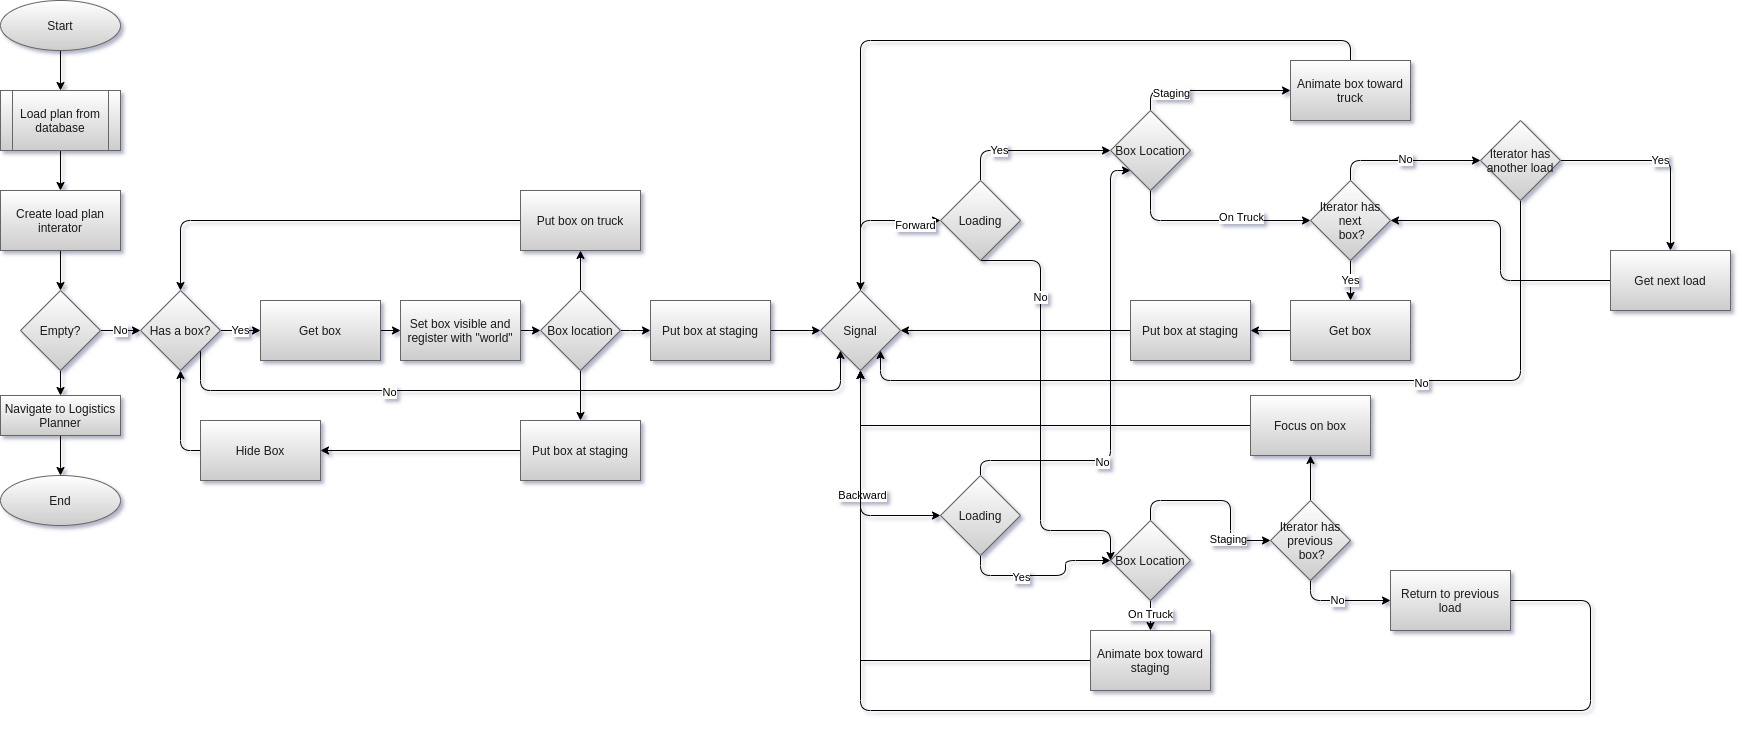 Start
Load plan from
database
Create load plan
interator
Empty?
No
Navigate to Logistics
Planner
End
Has a box?
Yes
No
Get box
Set box visible and
register with "world"
Box location
Put box on truck
Put box at staging
Put box at staging
Hide Box
Signal
Forward
Loading
Yes
No
Box Location
Staging
On Truck
Animate box toward
truck
Iterator has
next
box?
No
Yes
Iterator has
another load
Yes
No
Get next load
Get box
Put box at staging
Backward
Loading
No
Yes
Box Location
Staging
On Truck
Animate box toward
staging
Iterator has
previous
box?
No
Focus on box
Return to previous
load